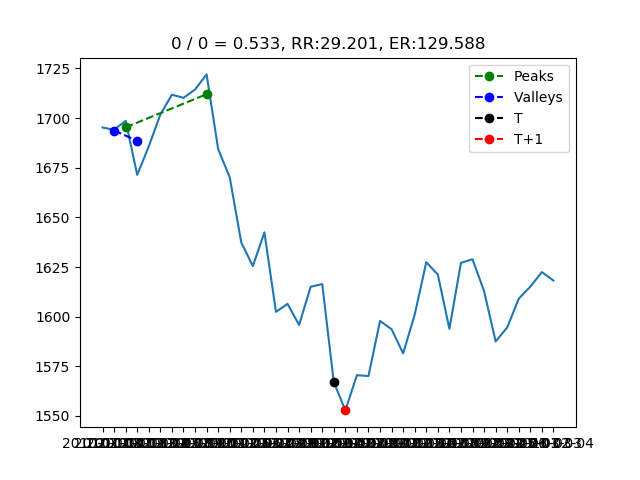 0 / 0 = 0.533, RR:29.201, ER:129.588
1725
1700
1675
1650
1625
1600
1575
1550
Peaks
Valleys
T
T+1